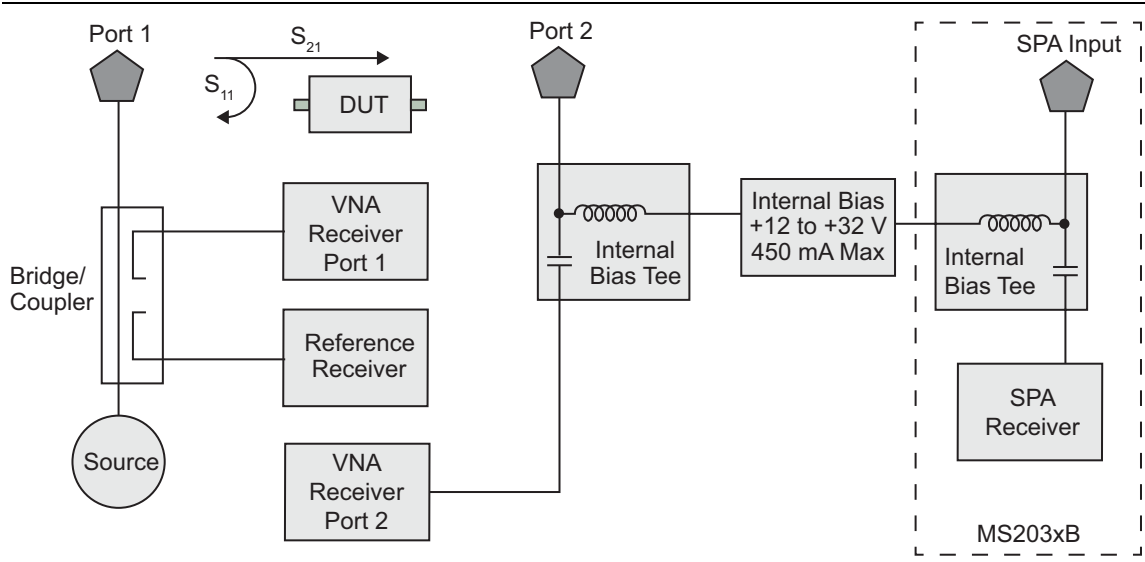 Port 1
S21
S11
DUT
Port 2
SPA Input
VNA
Receiver
Port 1
Bridge/
Coupler
Reference
Receiver
Source
VNA
Receiver
Port 2
Internal
Bias Tee
Internal Bias
+12 to +32 V
450 mA Max
Internal
Bias Tee
SPA
Receiver
MS203xB